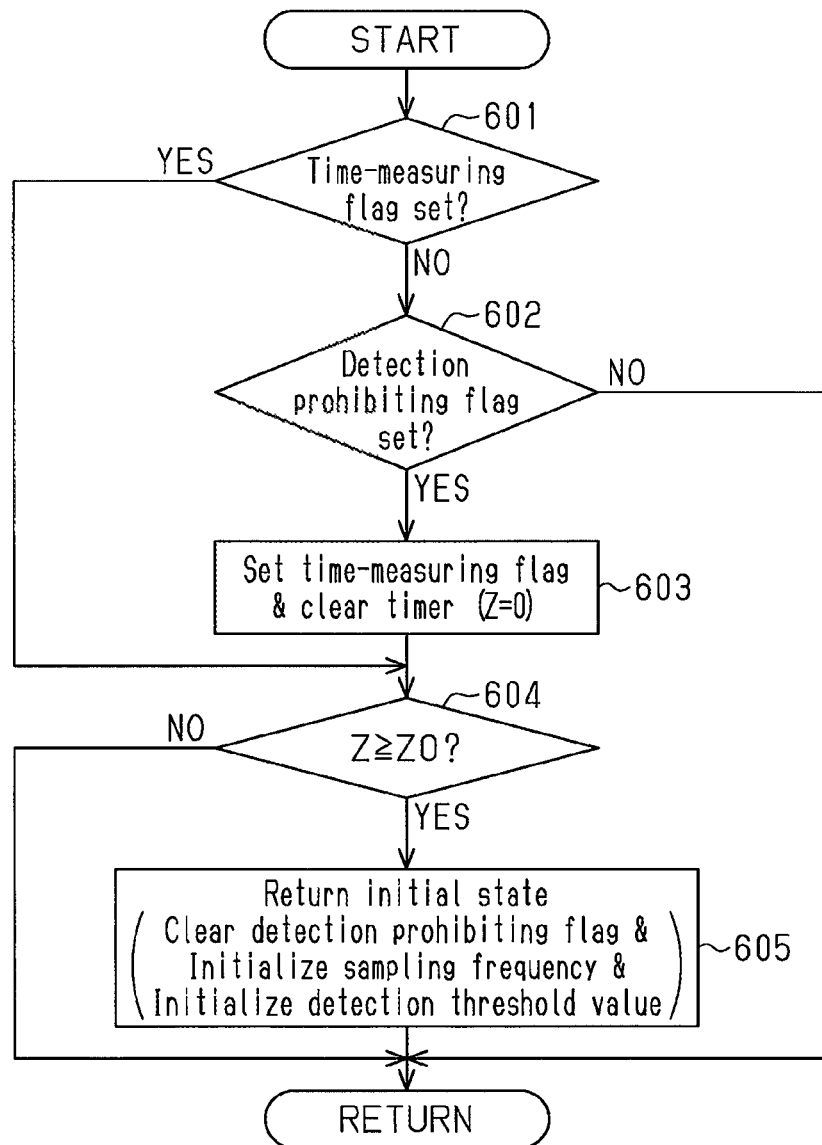 START
601
YES
Time-measuring
flag set?
NO
602
Detection
prohibiting flag
set?
NO
YES
Set time-measuring flag
& clear timer (Z=0)
603
604
NO
Z≧Z0?
YES
Return initial state
Clear detection prohibiting flag &
Initialize sampling frequency &
Initialize detection threshold value
605
RETURN